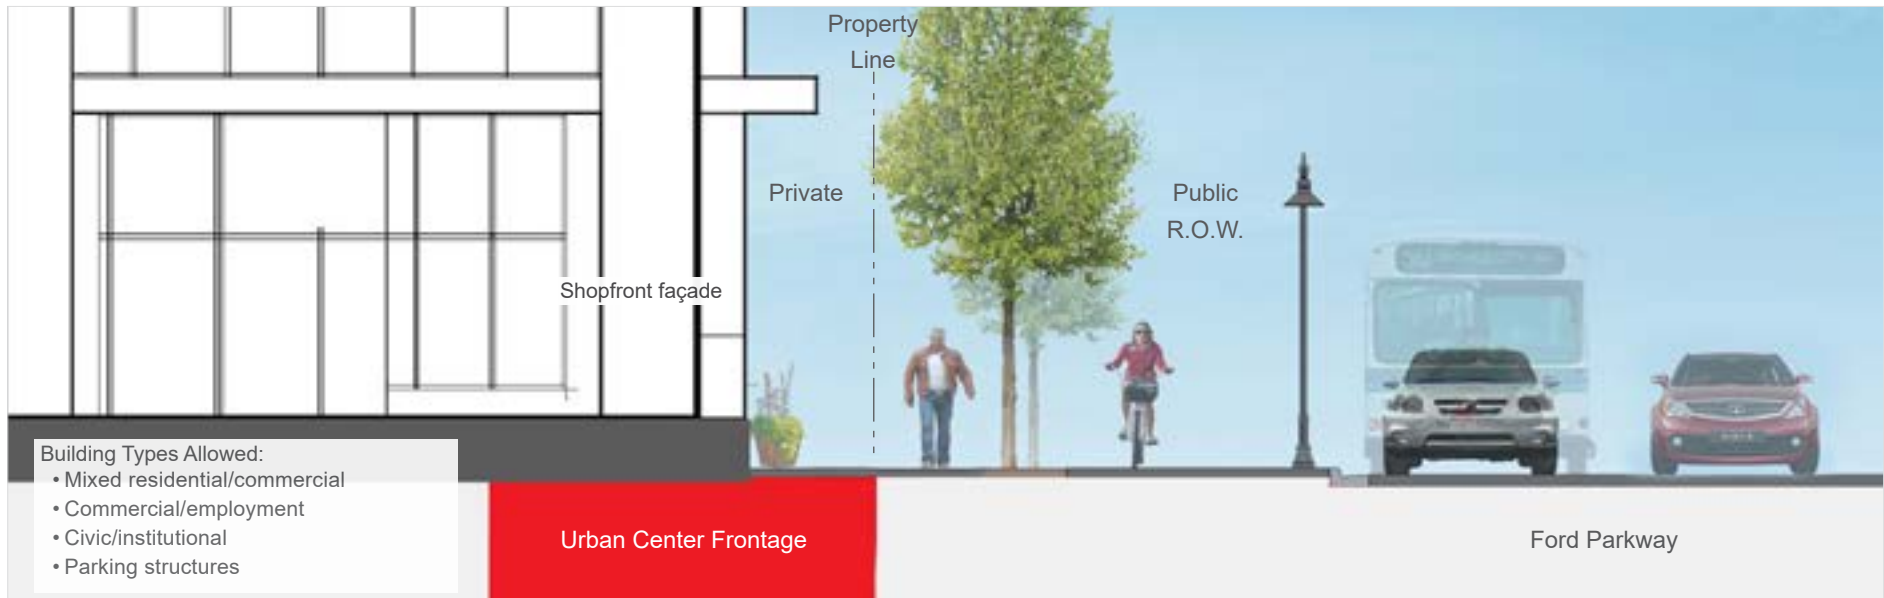 Property
Line
Private
Public
R.O.W.
Shopfront façade
Building Types Allowed:
• Mixed residential/commercial
• Commercial/employment
• Civic/institutional
• Parking structures
Urban Center Frontage
Ford Parkway